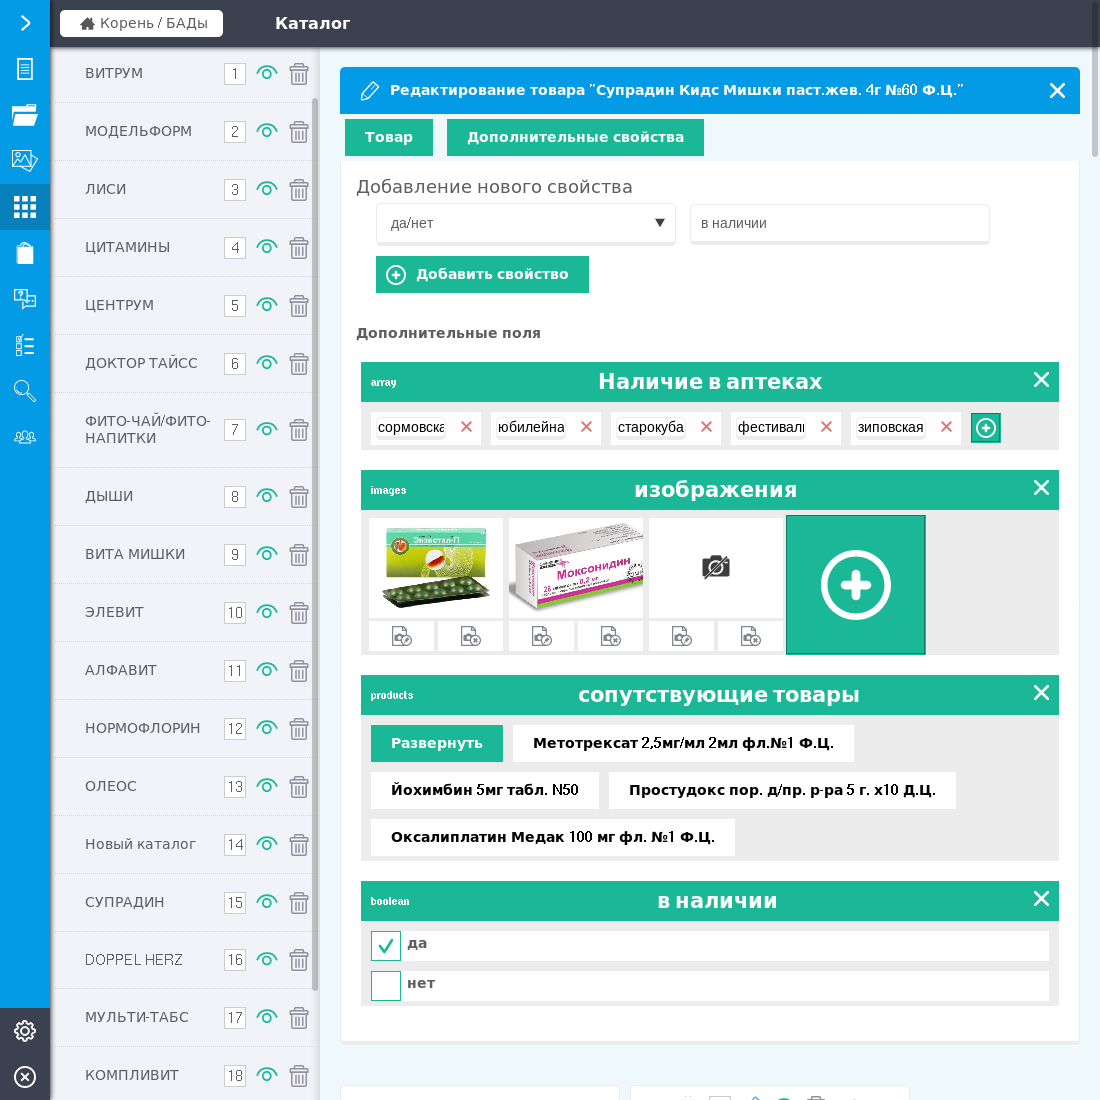 Корень / БАДы
Каталог
ВИТРУМ 1
МОДЕЛЬФОРМ 2
ЛИСИ 3
ЦИТАМИНЫ 4
ЦЕНТРУМ 5
ДОКТОР ТАЙСС 6
ФИТО-ЧАЙ/ФИТО-
НАПИТКИ 7
ДЫШИ 8
ВИТА МИШКИ 9
ЭЛЕВИТ 10
АЛФАВИТ 11
НОРМОФЛОРИН 12
ОЛЕОС 13
Новый каталог 14
СУПРАДИН 15
DOPPEL HERZ 16
МУЛЬТИ-ТАБС 17
КОМПЛИВИТ 18
Редактирование товара "Супрадин Кидс Мишки паст.жев. 4г №60 Ф.Ц."
Товар
Дополнительные свойства
Добавление нового свойства
да/нет
в наличии
Добавить свойство
Дополнительные поля
array
Наличие в аптеках
сормовска
юбилейна
старокуба
фестивал
зиповская
images
изображения
Энзистал-П
Моксонидин
products
сопутствующие товары
Развернуть
Метотрексат 2,5мг/мл 2мл фл.№1 Ф.Ц.
Йохимбин 5мг табл. N50
Простудокс пор. д/пр. р-ра 5 г. х10 Д.Ц.
Оксалиплатин Медак 100 мг фл. №1 Ф.Ц.
boolean
в наличии
да
нет